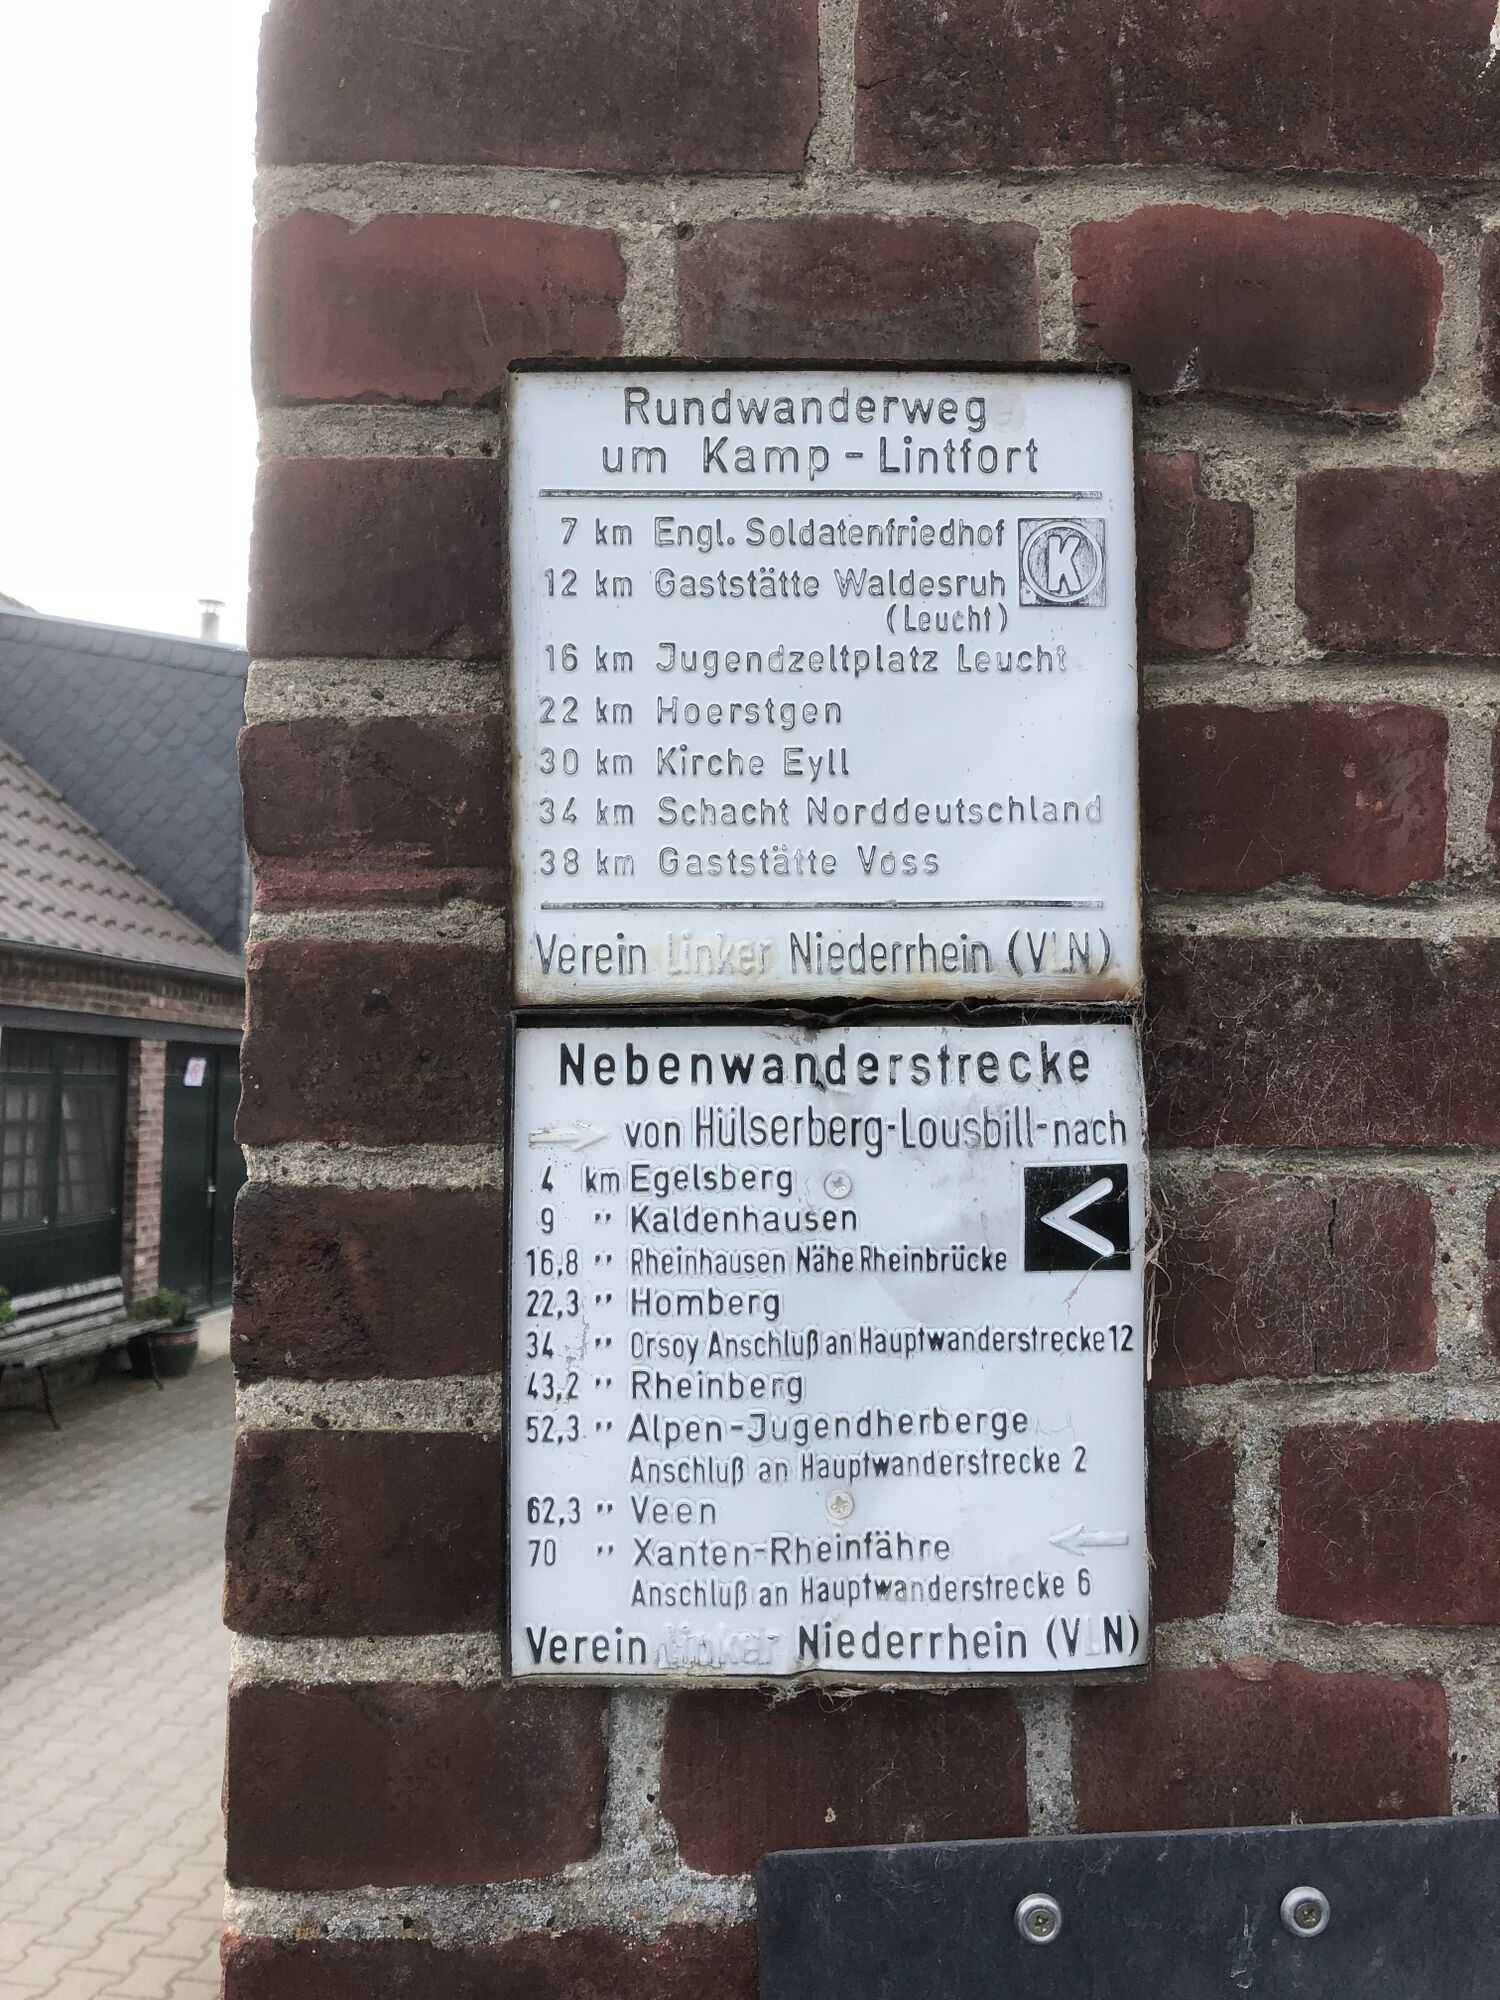 Rundwanderweg
um Kamp-Lintfort
7 km Engl. Soldatenfriedhof
K
12 km Gaststätte Waldesruh
(Leucht)
16 km Jugendzeltplatz Leucht
22 km Hoerstgen
30 km Kirche Eyll
34 km Schacht Norddeutschland
38 km Gaststätte Voss
Verein Linker Niederrhein (VLN)
Nebenwanderstrecke
von Hülserberg-Lousbill-nach
4 km Egelsberg
9 " Kaldenhausen
<
16,8 " Rheinhausen Nähe Rheinbrücke
22,3 " Homberg
34 " Orsoy Anschluß an Hauptwanderstrecke 12
43,2 " Rheinberg
52,3 " Alpen-Jugendherberge
Anschluß an Hauptwanderstrecke 2
62,3 " Veen
70 " Xanten-Rheinfähre
Anschluß an Hauptwanderstrecke 6
Verein Linker Niederrhein (VLN)